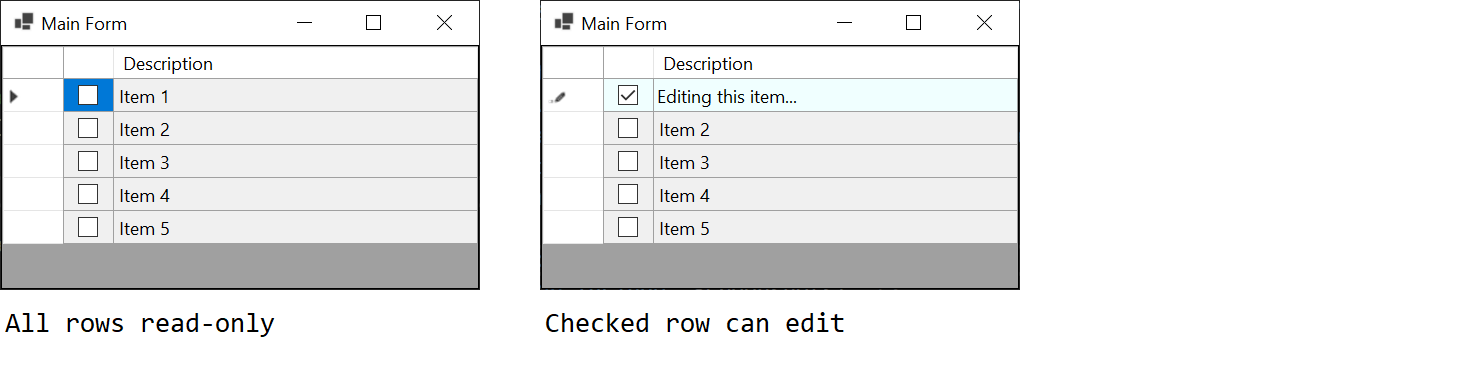 Main Form
Description
Item 1
Item 2
Item 3
Item 4
Item 5
All rows read-only
Main Form
Description
Editing this item...
Item 2
Item 3
Item 4
Item 5
Checked row can edit